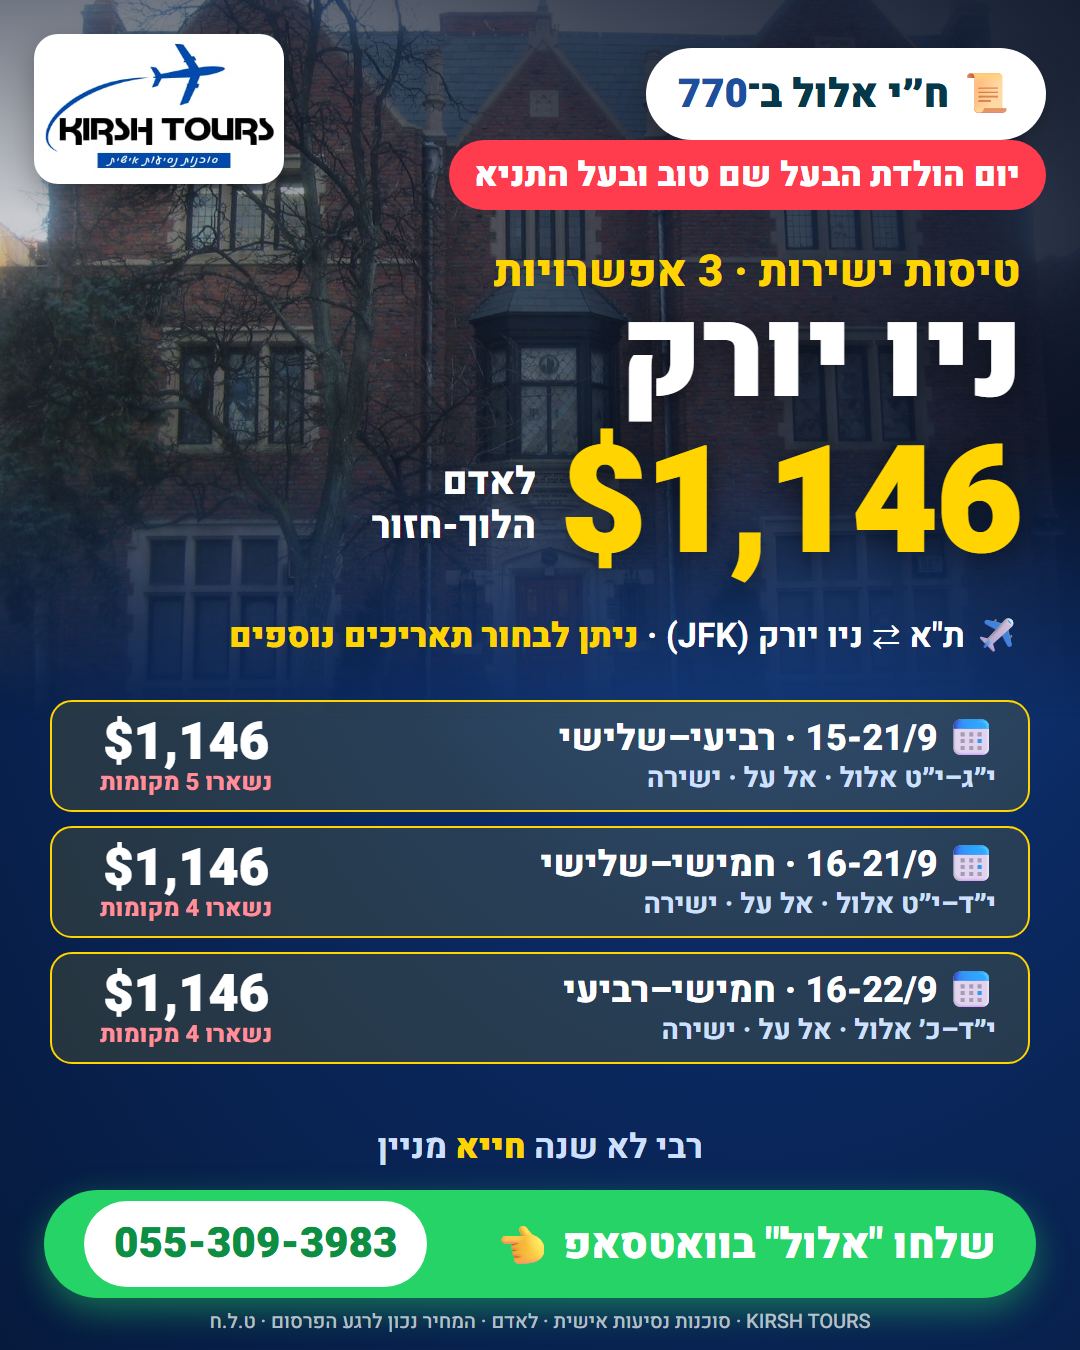 KIRSH TOURS
סוכנות נסיעות אישית
📜 ח״י אלול ב־770
יום הולדת הבעל שם טוב ובעל התניא
טיסות ישירות · 3 אפשרויות
ניו יורק
$1,146
לאדם
הלוך-חזור
✈️ ת"א ⇄ ניו יורק (JFK) · ניתן לבחור תאריכים נוספים
15-21/9 · רביעי–שלישי
י״ג–י״ט אלול · אל על · ישירה
$1,146
נשארו 5 מקומות
16-21/9 · חמישי–שלישי
י״ד–י״ט אלול · אל על · ישירה
$1,146
נשארו 4 מקומות
16-22/9 · חמישי–רביעי
י״ד–כ׳ אלול · אל על · ישירה
$1,146
נשארו 4 מקומות
רבי לא שנה חייא מניין
שלחו "אלול" בוואטסאפ 👈
055-309-3983
KIRSH TOURS · סוכנות נסיעות אישית · לאדם · המחיר נכון לרגע הפרסום · ט.ל.ח